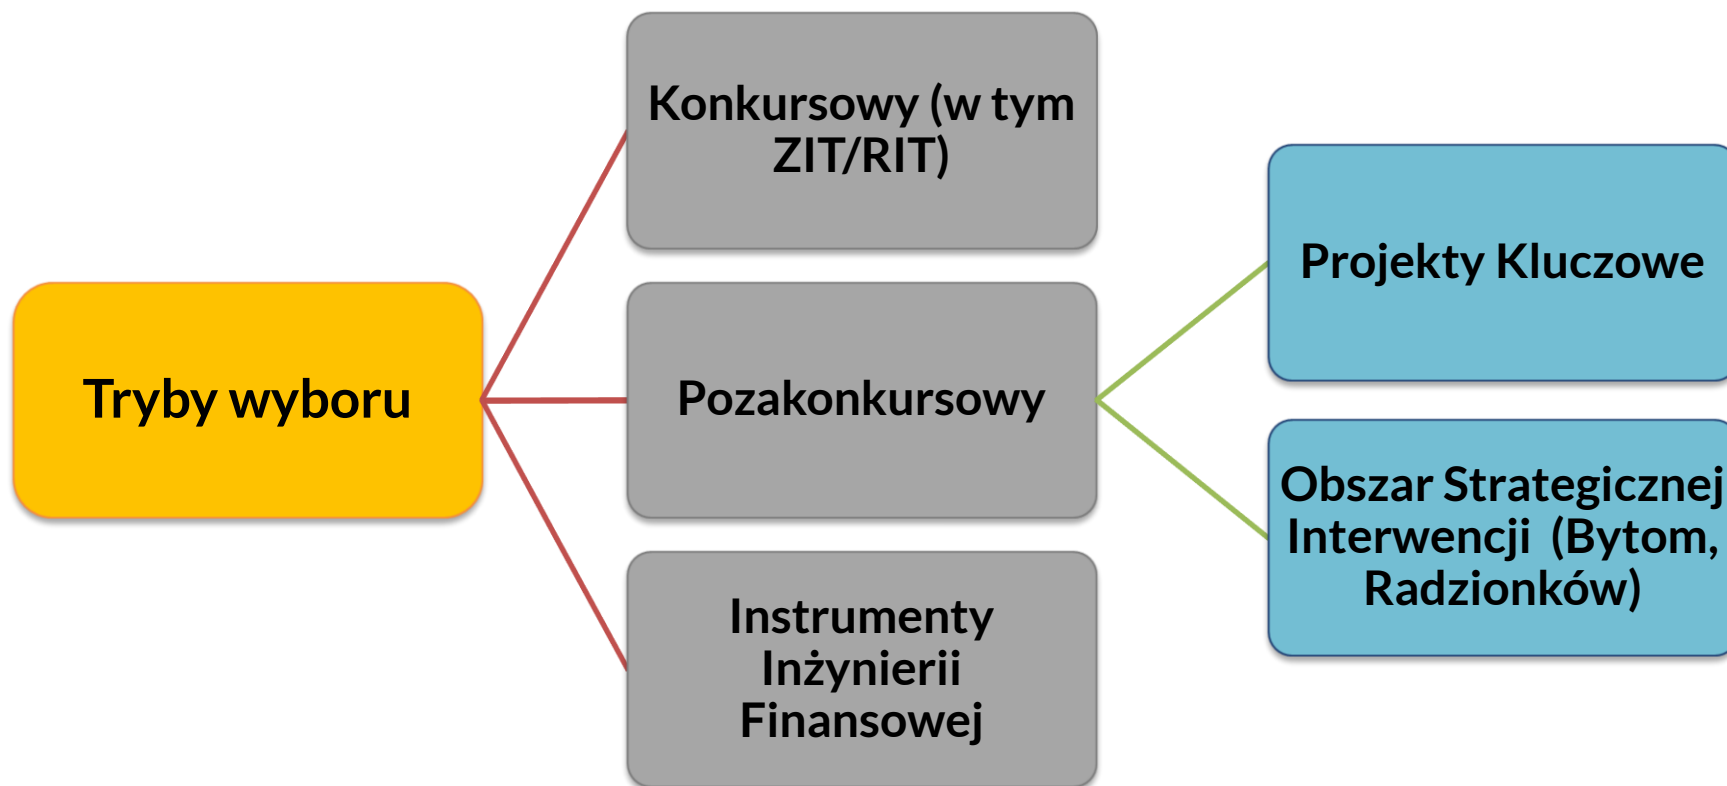 Konkursowy (w tym
ZIT/RIT)
Projekty Kluczowe
Tryby wyboru
Pozakonkursowy
Obszar Strategicznej
Interwencji (Bytom,
Radzionków)
Instrumenty
Inżynierii
Finansowej